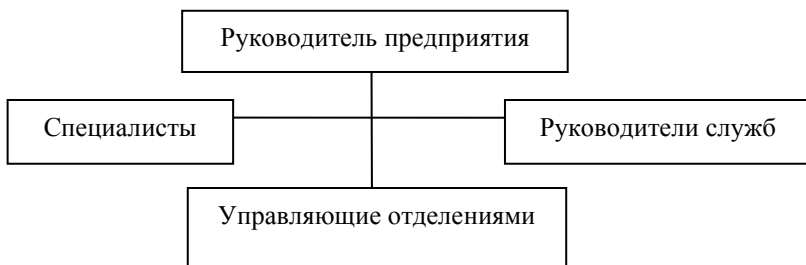 Руководитель предприятия
Специалисты
Руководители служб
Управляющие отделениями